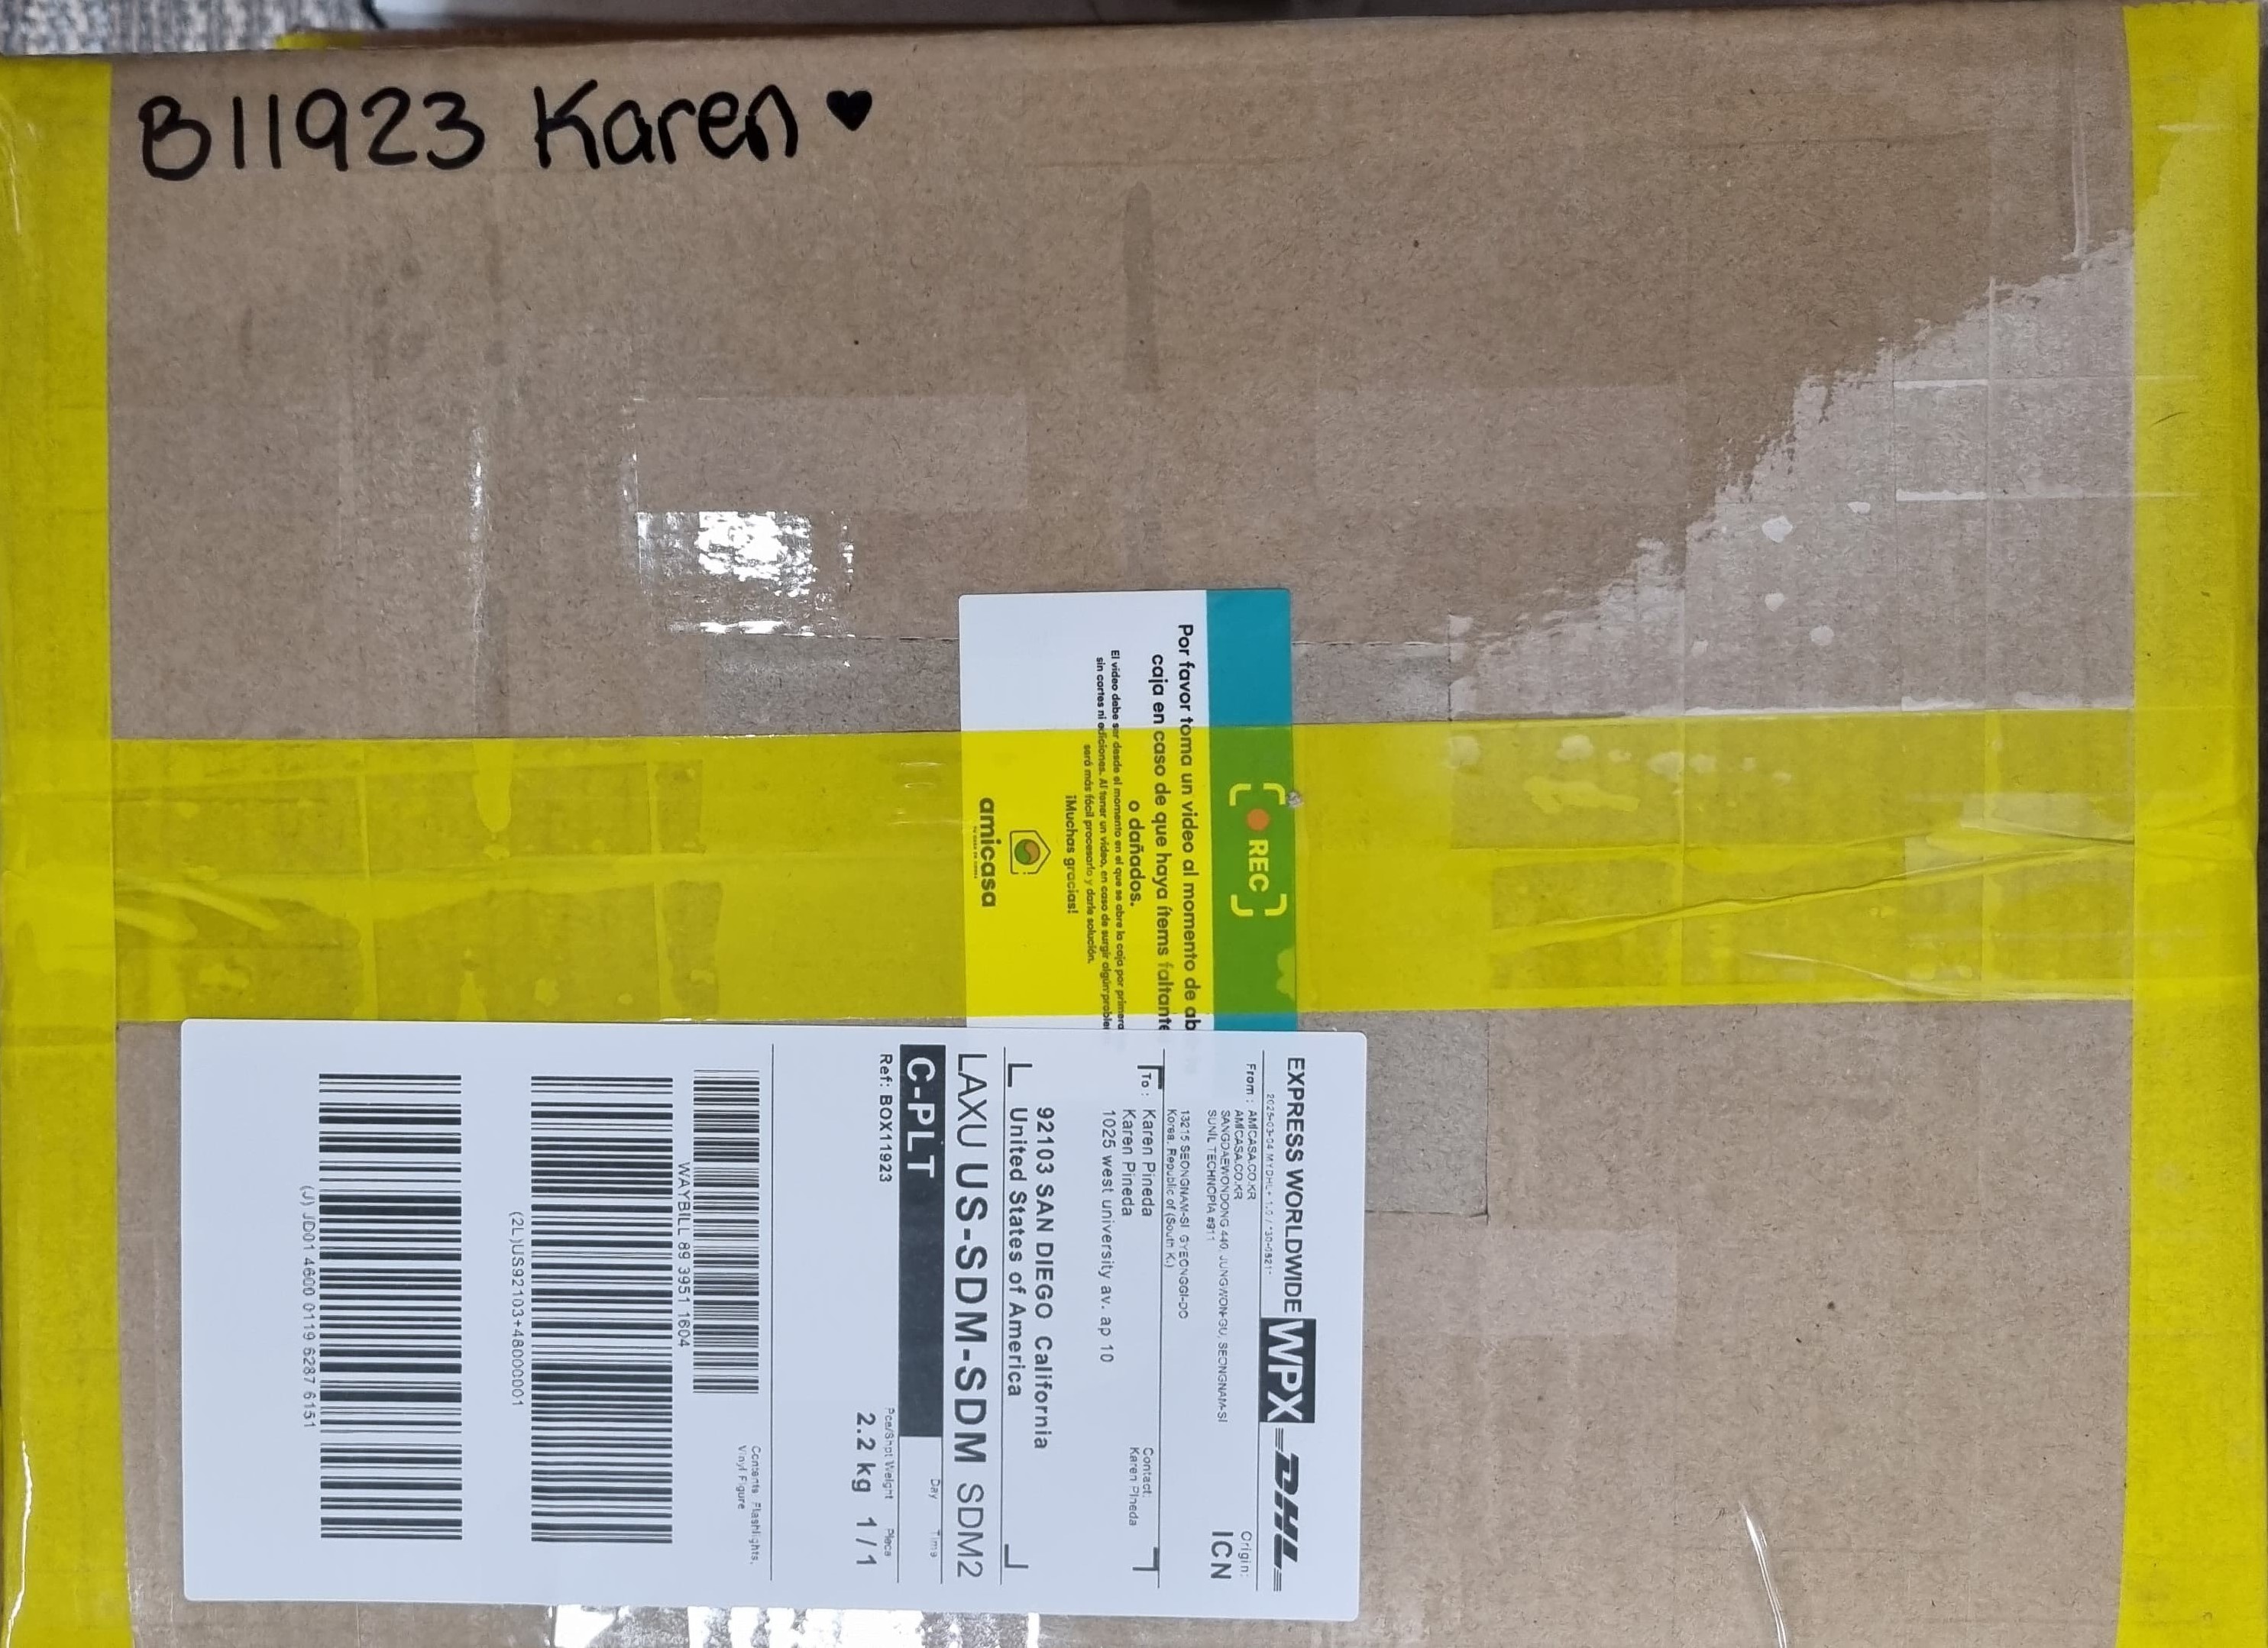 B11923 Karen ♥
REC
Por favor toma un video al momento de ab
caja en caso de que haya ítems faltante
o dañados.
El video debe ser desde el momento en el que se abre la caja por primera
sin cortes ni ediciones. Al tener un video, en caso de surgir algún proble
será más fácil procesarlo y darle solución.
¡Muchas gracias!
amicasa
EXPRESS WORLDWIDE WPX DHL
From : AMICASA.CO.KR
AMICASA.CO.KR
SANGDAEWONDONG 440, JUNGWON-GU, SEONGNAM-SI
SUNIL TECHNOPIA #911
Origin:
ICN
13215 SEONGNAM-SI GYEONGGI-DO
Korea, Republic of (South K.)
To : Karen Pineda
Karen Pineda
1025 west university av. ap 10
Contact:
Karen Pineda
92103 SAN DIEGO California
United States of America
LAXU US-SDM-SDM SDM2
C-PLT
Day Time
Ref: BOX11923
Pce/Shpt Weight Piece
2.2 kg 1/1
Contents: Flashlights,
Vinyl Figure
WAYBILL 89 3951 1604
(2L)US92103+48000001
(J) JD01 4600 0119 6287 6151